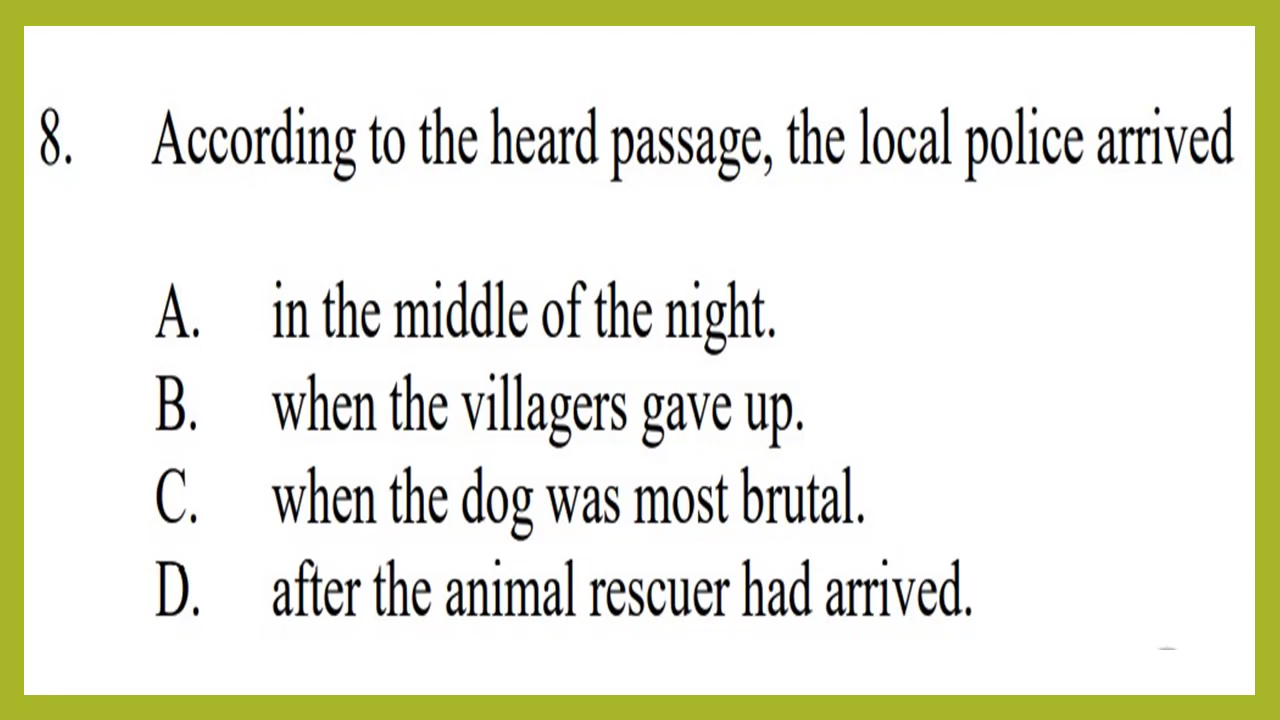 8. According to the heard passage, the local police arrived
A. in the middle of the night.
B. when the villagers gave up.
C. when the dog was most brutal.
D. after the animal rescuer had arrived.